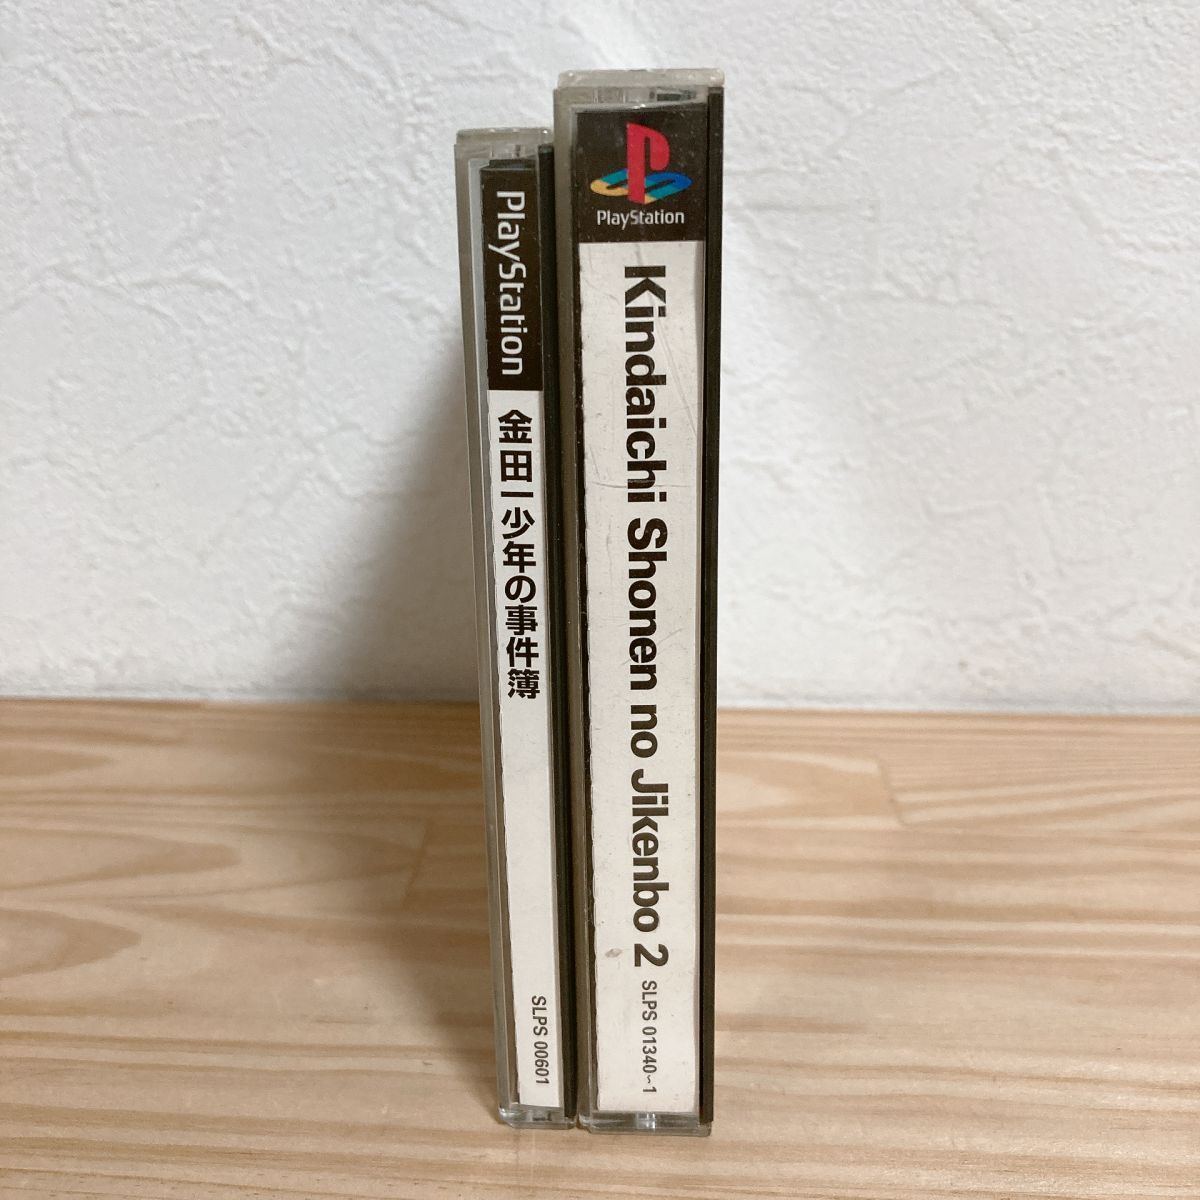 PlayStation
金田一少年の事件簿
SLPS 00601
PlayStation
Kindaichi Shonen no Jikenbo 2
SLPS 01340~1